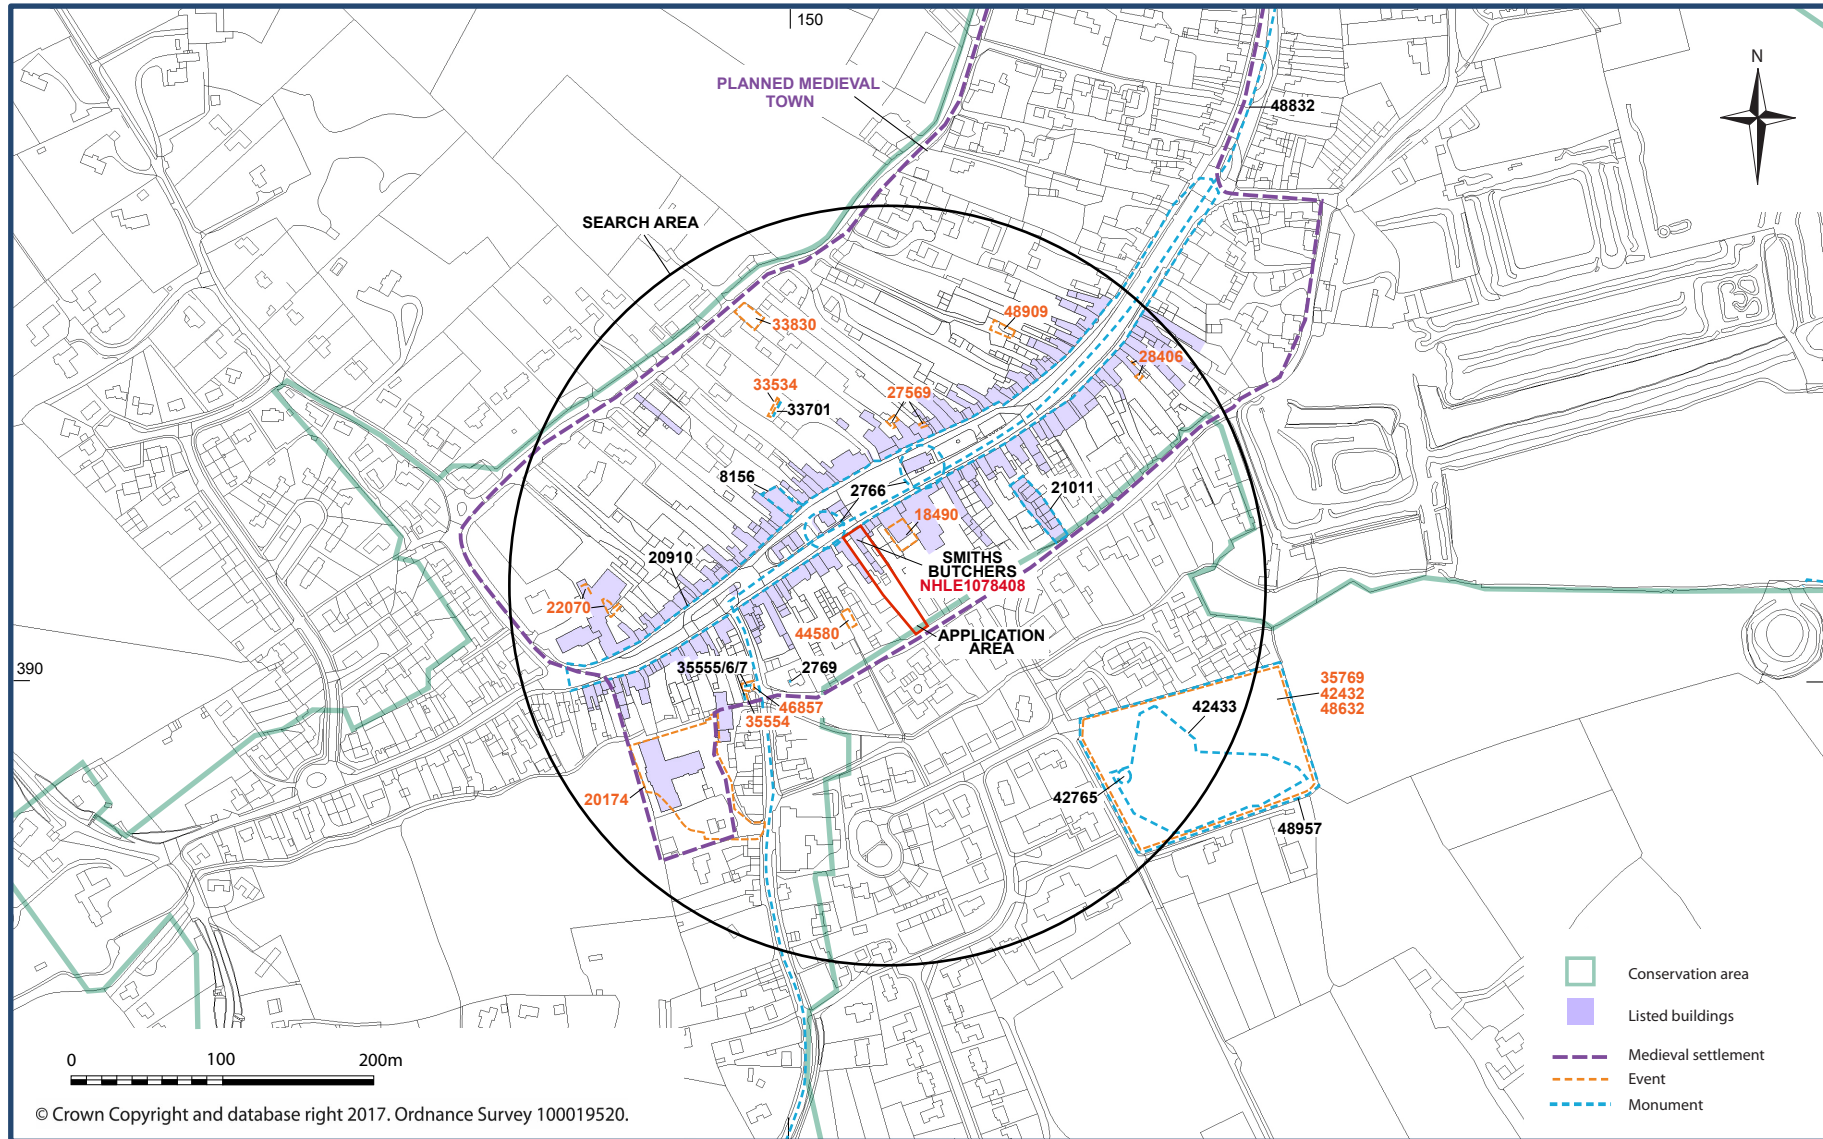 150
N
PLANNED MEDIEVAL
TOWN
48832
SEARCH AREA
33830
48909
28406
33534
33701
27569
8156
2766
21011
18490
20910
SMITHS
BUTCHERS
NHLE1078408
22070
44580
APPLICATION
AREA
390
35555/6/7
2769
46857
35554
35769
42432
48632
42433
20174
42765
48957
0
100
200m
© Crown Copyright and database right 2017. Ordnance Survey 100019520.
Conservation area
Listed buildings
Medieval settlement
Event
Monument